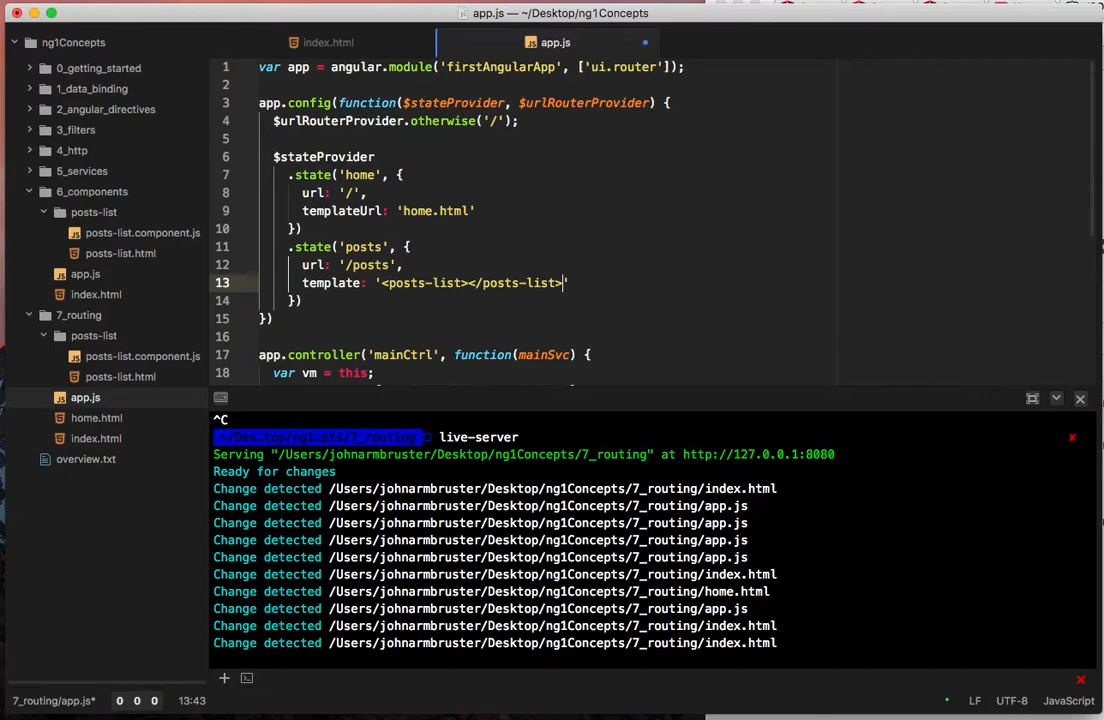 app.js — ~/Desktop/ng1Concepts
ng1Concepts
index.html
app.js
0_getting_started
1_data_binding
2_angular_directives
3_filters
4_http
5_services
6_components
posts-list
posts-list.component.js
posts-list.html
app.js
index.html
7_routing
posts-list
posts-list.component.js
posts-list.html
app.js
home.html
index.html
overview.txt
1 var app = angular.module('firstAngularApp', ['ui.router']);
2
3 app.config(function($stateProvider, $urlRouterProvider) {
4 $urlRouterProvider.otherwise('/');
5
6 $stateProvider
7 .state('home', {
8 url: '/',
9 templateUrl: 'home.html'
10 })
11 .state('posts', {
12 url: '/posts',
13 template: '<posts-list></posts-list>'
14 })
15 })
16
17 app.controller('mainCtrl', function(mainSvc) {
18 var vm = this;
^C
~/Des…top/ng1…pts/7_routing live-server
Serving "/Users/johnarmbruster/Desktop/ng1Concepts/7_routing" at http://127.0.0.1:8080
Ready for changes
Change detected /Users/johnarmbruster/Desktop/ng1Concepts/7_routing/index.html
Change detected /Users/johnarmbruster/Desktop/ng1Concepts/7_routing/app.js
Change detected /Users/johnarmbruster/Desktop/ng1Concepts/7_routing/app.js
Change detected /Users/johnarmbruster/Desktop/ng1Concepts/7_routing/app.js
Change detected /Users/johnarmbruster/Desktop/ng1Concepts/7_routing/app.js
Change detected /Users/johnarmbruster/Desktop/ng1Concepts/7_routing/index.html
Change detected /Users/johnarmbruster/Desktop/ng1Concepts/7_routing/home.html
Change detected /Users/johnarmbruster/Desktop/ng1Concepts/7_routing/app.js
Change detected /Users/johnarmbruster/Desktop/ng1Concepts/7_routing/index.html
Change detected /Users/johnarmbruster/Desktop/ng1Concepts/7_routing/index.html
7_routing/app.js* 0 0 0 13:43 LF UTF-8 JavaScript